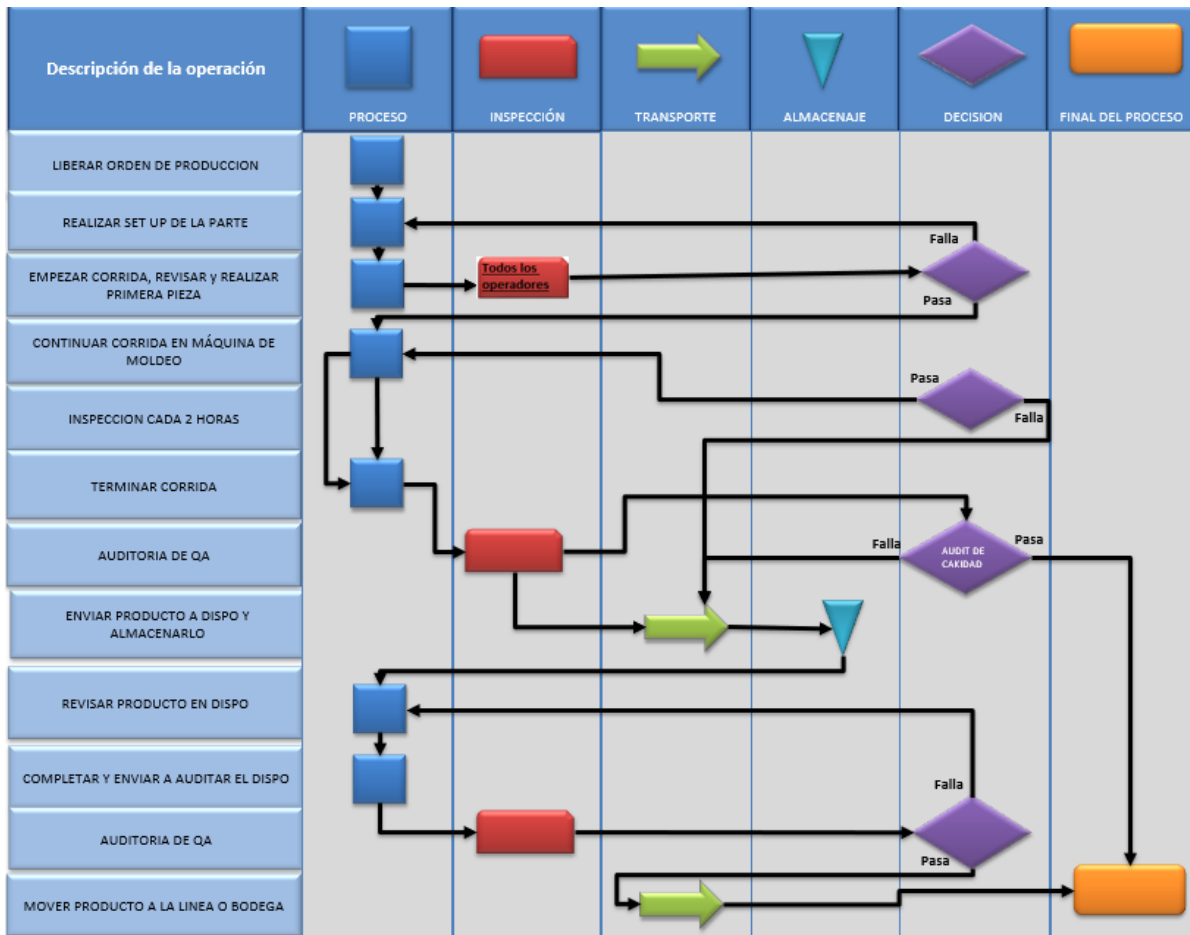 Descripción de la operación
PROCESO
INSPECCIÓN
TRANSPORTE
ALMACENAJE
DECISION
FINAL DEL PROCESO
LIBERAR ORDEN DE PRODUCCION
REALIZAR SET UP DE LA PARTE
Falla
EMPEZAR CORRIDA, REVISAR y REALIZAR
PRIMERA PIEZA
Todos los
operadores
Pasa
CONTINUAR CORRIDA EN MÁQUINA DE
MOLDEO
Pasa
INSPECCION CADA 2 HORAS
Falla
TERMINAR CORRIDA
AUDITORIA DE QA
Falla
AUDIT DE
CAKIDAD
Pasa
ENVIAR PRODUCTO A DISPO Y
ALMACENARLO
REVISAR PRODUCTO EN DISPO
COMPLETAR Y ENVIAR A AUDITAR EL DISPO
Falla
AUDITORIA DE QA
Pasa
MOVER PRODUCTO A LA LINEA O BODEGA